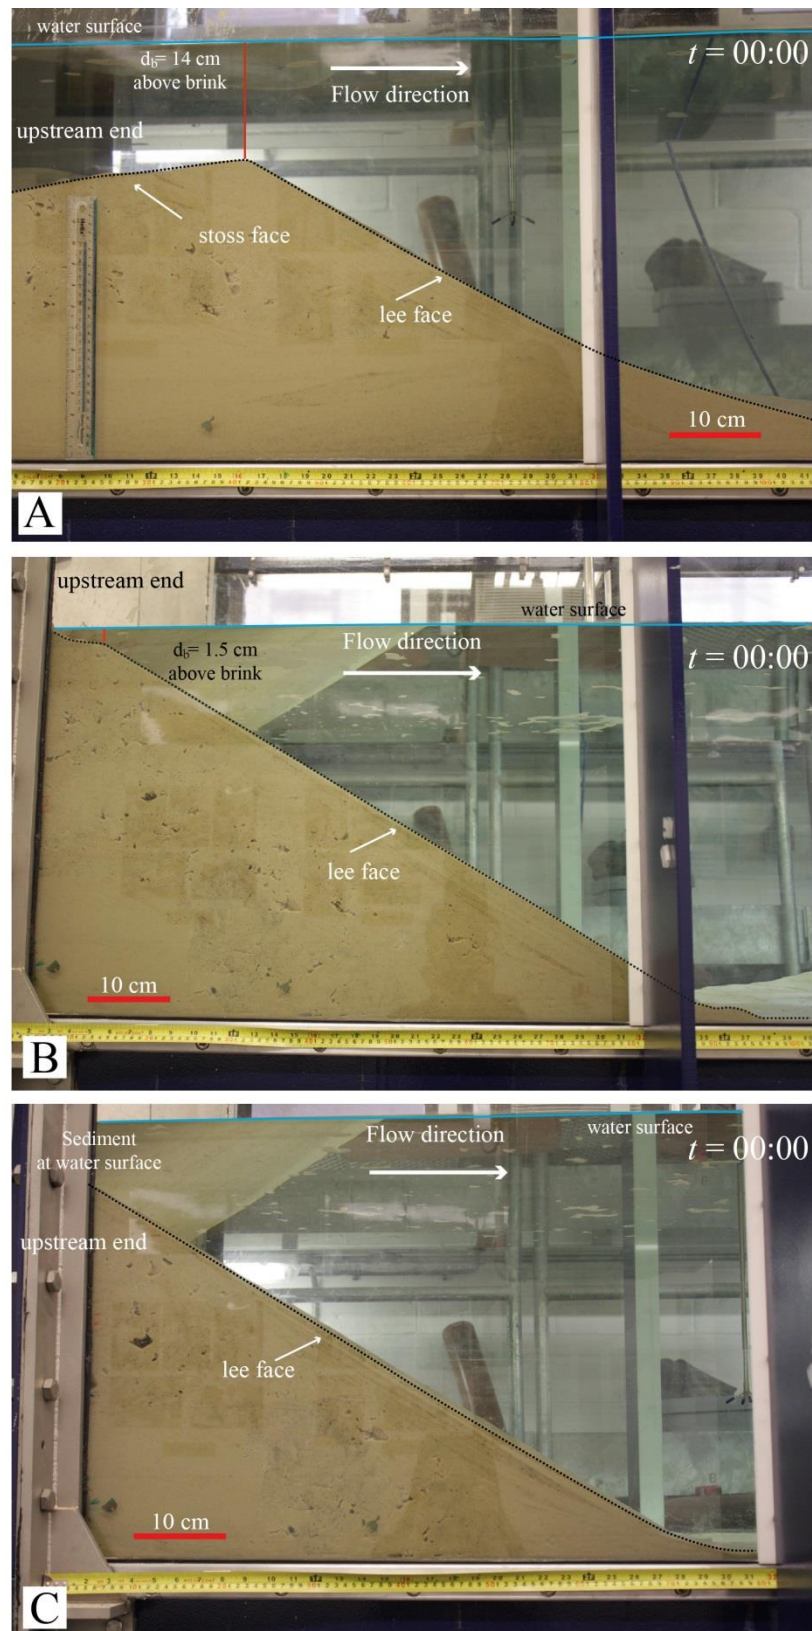 water surface
d_b= 14 cm
above brink
t = 00:00
Flow direction
upstream end
stoss face
lee face
10 cm
A
upstream end
water surface
d_b= 1.5 cm
above brink
Flow direction
t = 00:00
lee face
10 cm
B
Sediment
at water surface
Flow direction
water surface
t = 00:00
upstream end
lee face
10 cm
C